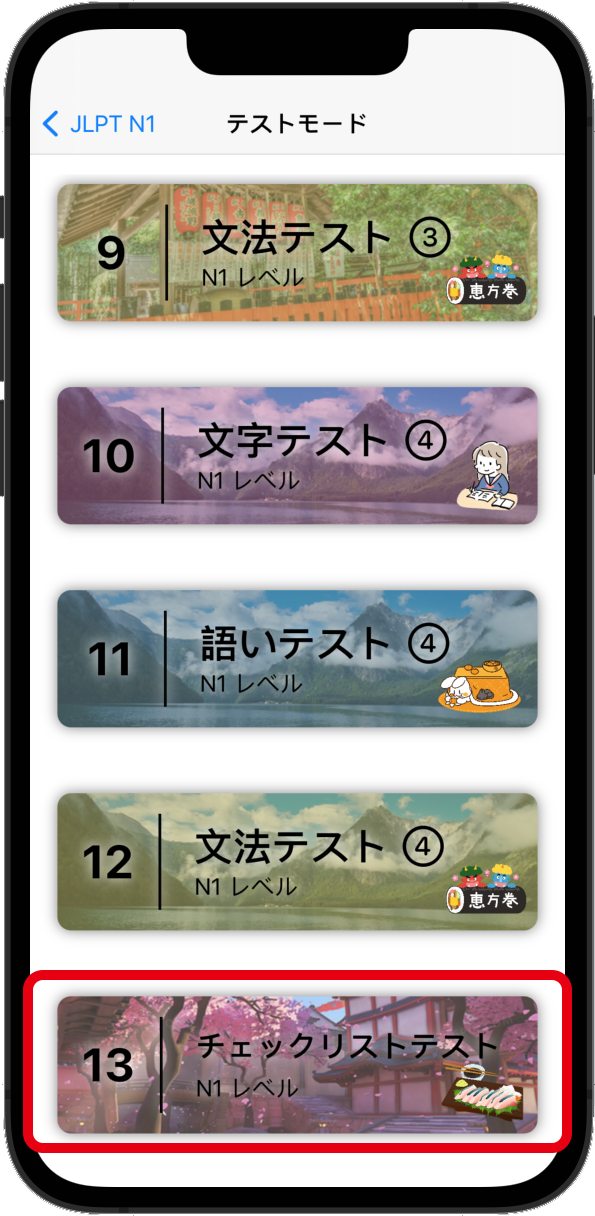 JLPT N1
テストモード
9
文法テスト ③
N1 レベル
恵方巻
10
文字テスト ④
N1 レベル
11
語いテスト ④
N1 レベル
12
文法テスト ④
N1 レベル
恵方巻
13
チェックリストテスト
N1 レベル